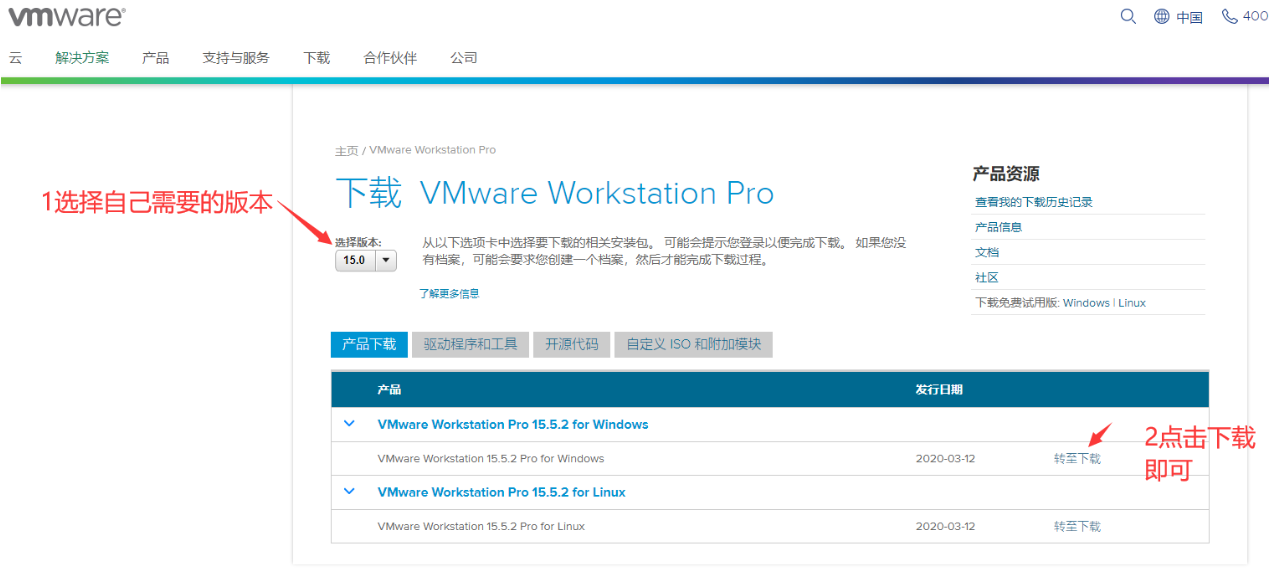 vmware®
中国
400
云 解决方案 产品 支持与服务 下载 合作伙伴 公司
主页 / VMware Workstation Pro
下载 VMware Workstation Pro
1选择自己需要的版本
选择版本:
15.0
从以下选项卡中选择要下载的相关安装包。 可能会提示您登录以便完成下载。 如果您没
有档案，可能会要求您创建一个档案，然后才能完成下载过程。
了解更多信息
产品资源
查看我的下载历史记录
产品信息
文档
社区
下载免费试用版: Windows | Linux
产品下载 驱动程序和工具 开源代码 自定义 ISO 和附加模块
产品 发行日期
VMware Workstation Pro 15.5.2 for Windows
VMware Workstation 15.5.2 Pro for Windows 2020-03-12 转至下载
2点击下载
即可
VMware Workstation Pro 15.5.2 for Linux
VMware Workstation 15.5.2 Pro for Linux 2020-03-12 转至下载